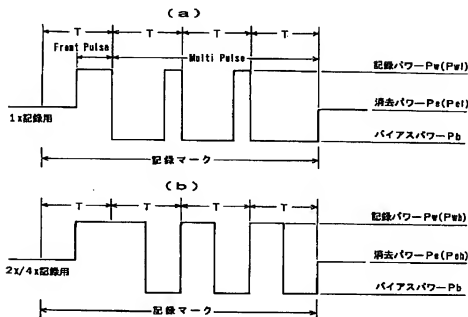 (a)
T T T T
Front Pulse
Multi Pulse
記録パワーPw(Pwl)
消去パワーPe(Pel)
1x記録用
バイアスパワーPb
記録マーク
(b)
T T T T
記録パワーPw(Pwh)
消去パワーPe(Peh)
2x/4x記録用
バイアスパワーPb
記録マーク